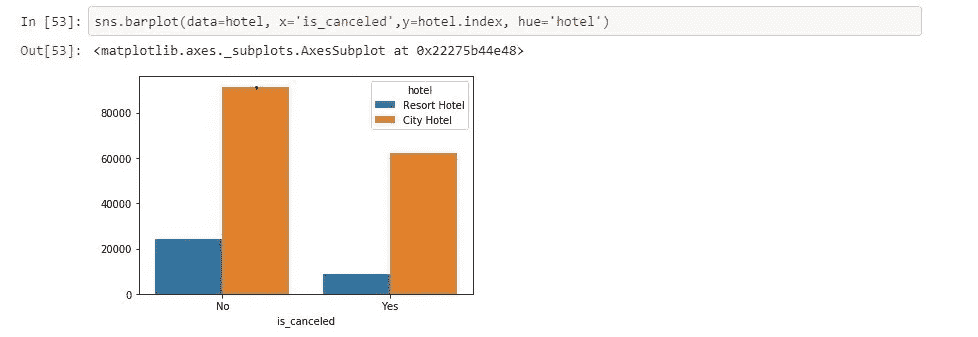 In [53]: sns.barplot(data=hotel, x='is_canceled',y=hotel.index, hue='hotel')
Out[53]: <matplotlib.axes._subplots.AxesSubplot at 0x22275b44e48>
hotel
Resort Hotel
City Hotel
80000
60000
40000
20000
0
No Yes
is_canceled